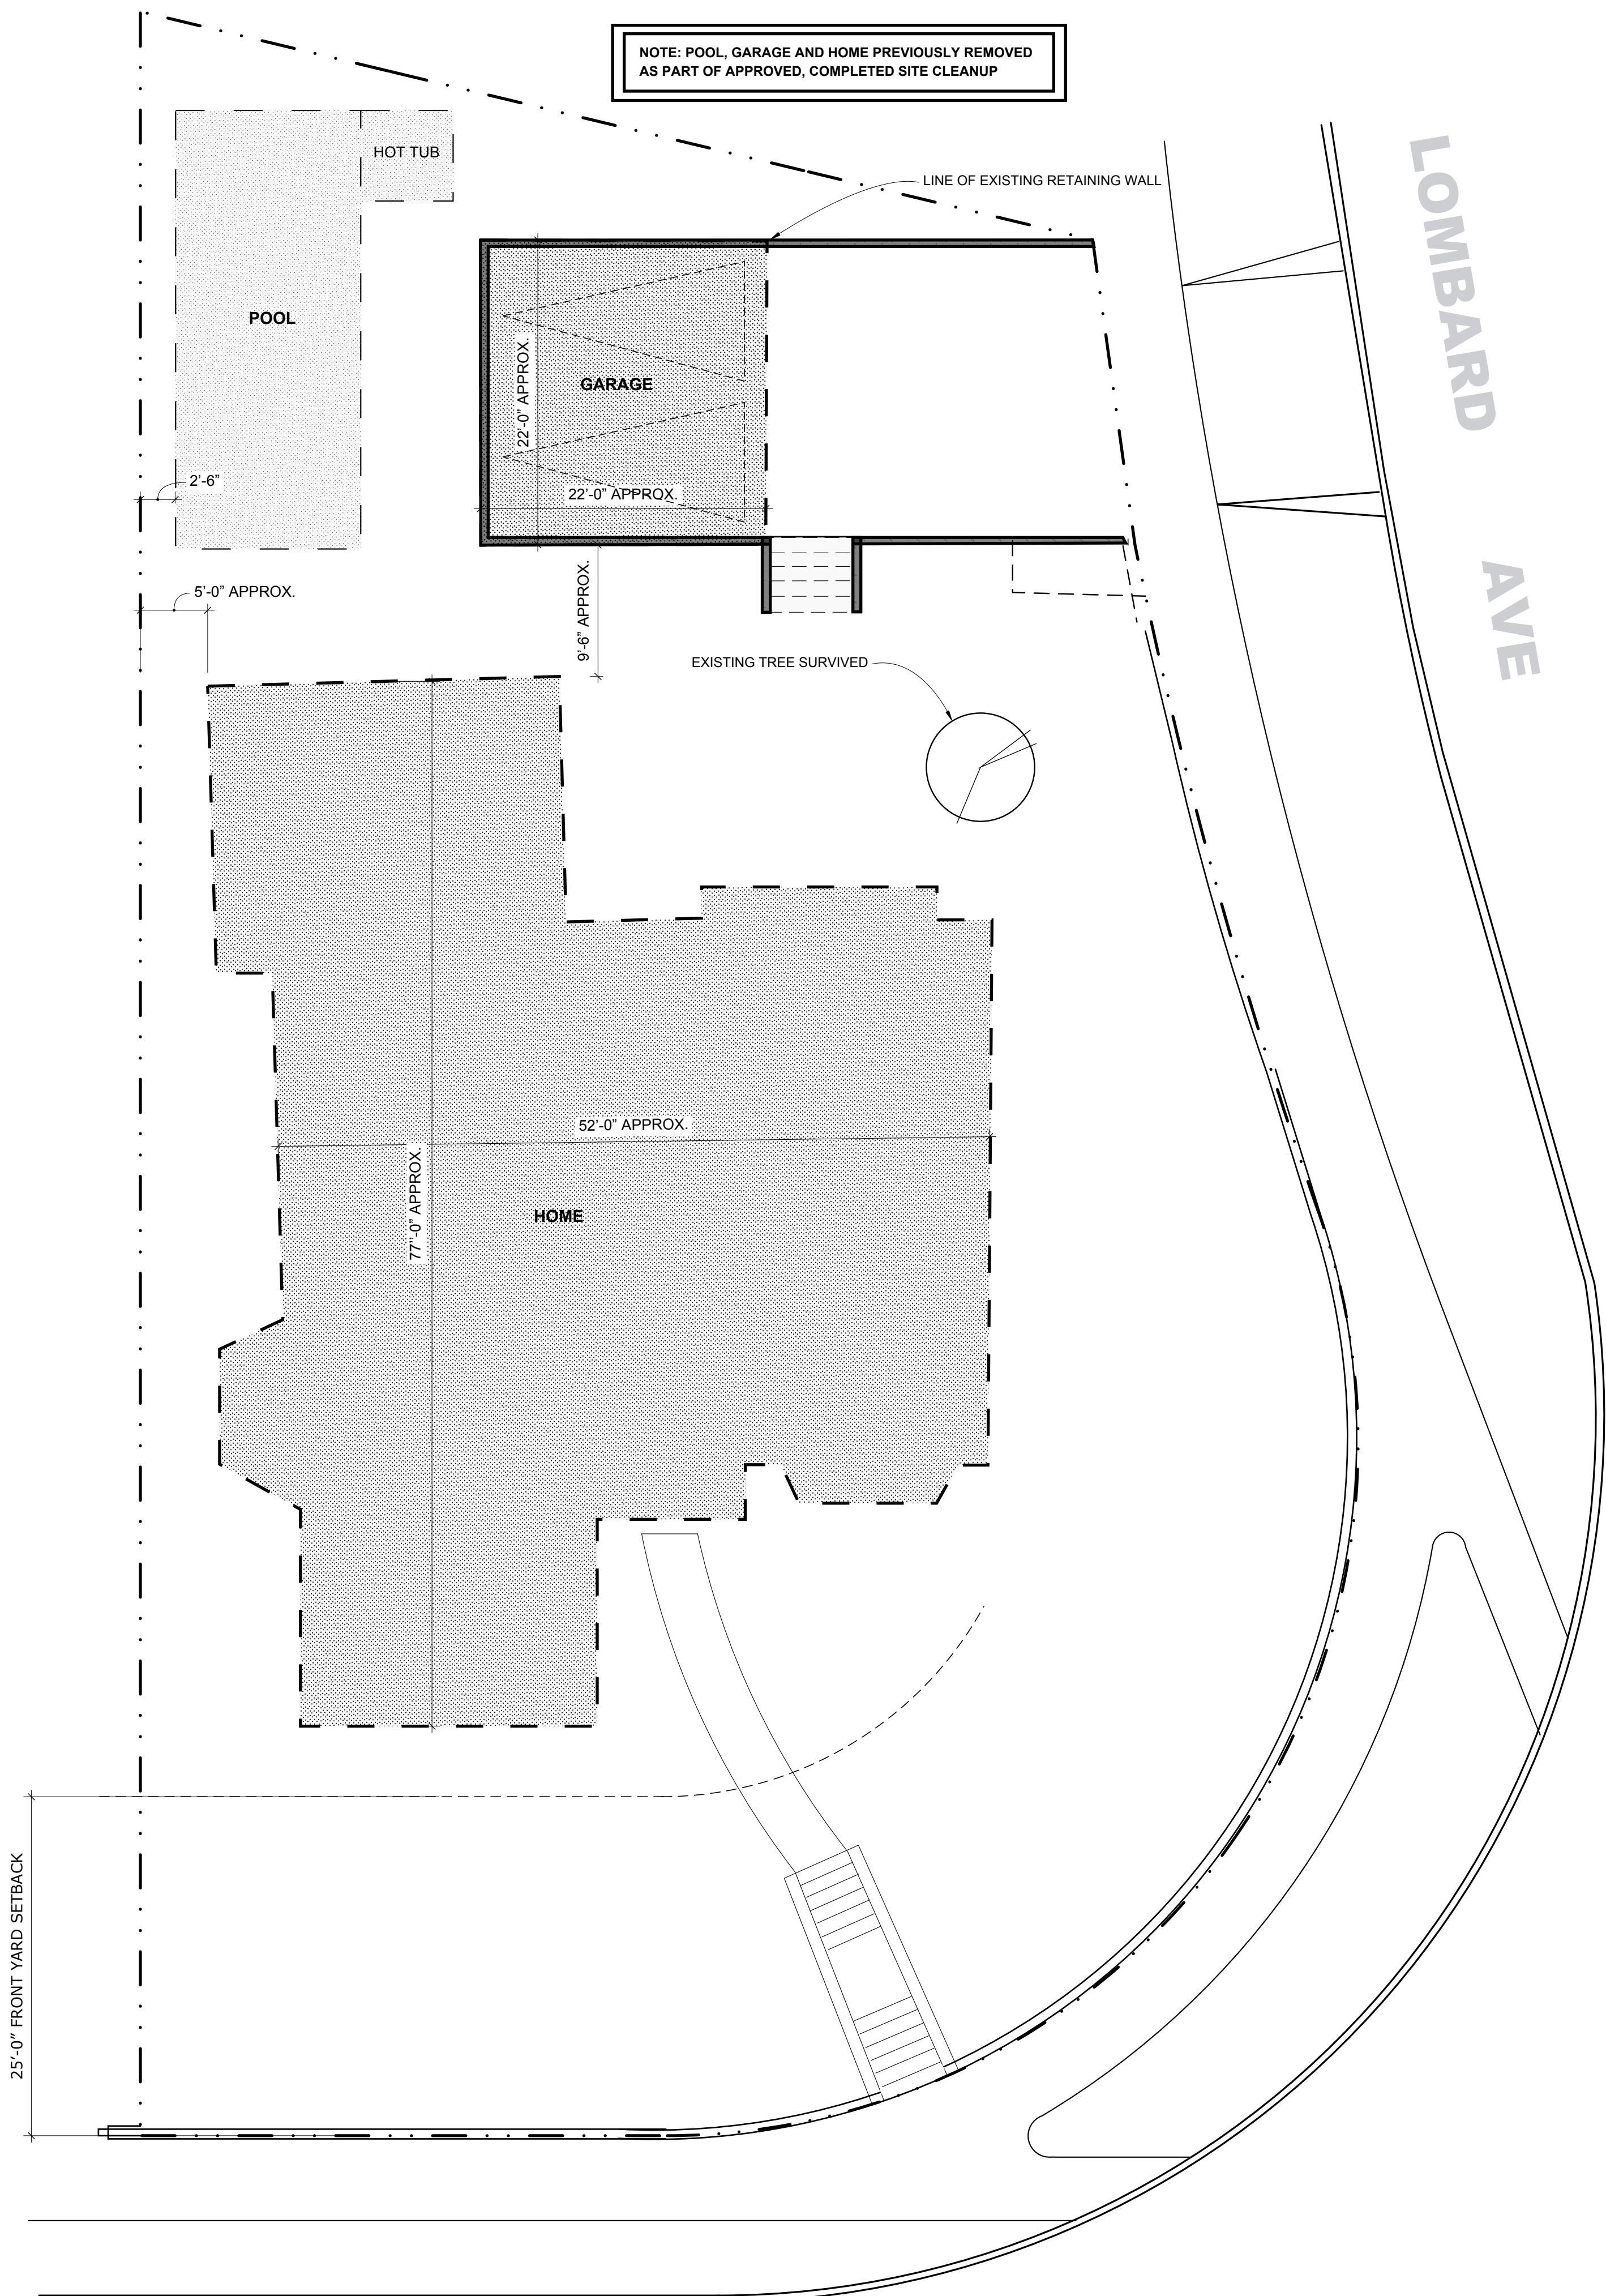 NOTE: POOL, GARAGE AND HOME PREVIOUSLY REMOVED
AS PART OF APPROVED, COMPLETED SITE CLEANUP
LOMBARD AVE
HOT TUB
LINE OF EXISTING RETAINING WALL
POOL
22’-0” APPROX.
GARAGE
2’-6”
22’-0” APPROX.
5’-0” APPROX.
9’-6” APPROX.
EXISTING TREE SURVIVED
52’-0” APPROX.
77’'-0” APPROX.
HOME
25’-0” FRONT YARD SETBACK